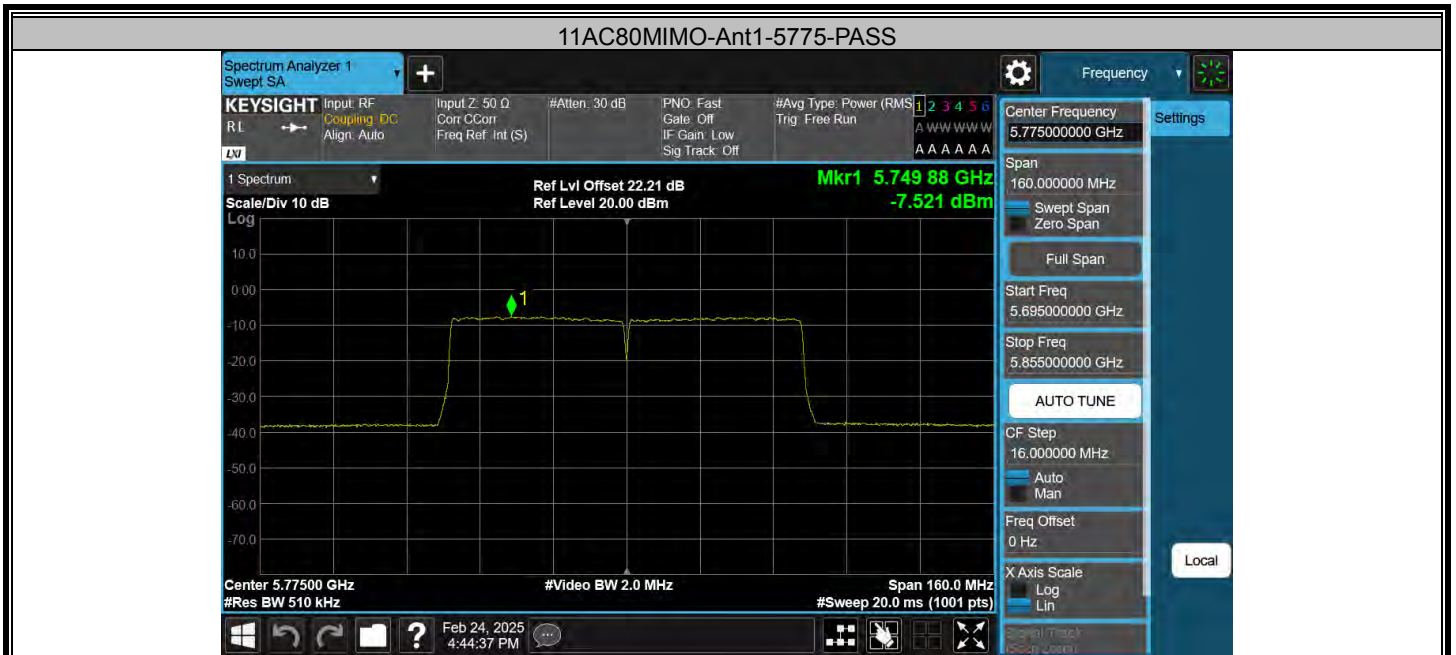 11AC80MIMO-Ant1-5775-PASS
Spectrum Analyzer 1
Swept SA
+
Frequency
KEYSIGHT
Input: RF
Coupling: DC
Align: Auto
Input Z: 50 Ω
Corr CCorr
Freq Ref: Int (S)
#Atten: 30 dB
PNO: Fast
Gate: Off
IF Gain: Low
Sig Track: Off
#Avg Type: Power (RMS
Trig: Free Run
1 2 3 4 5 6
A W W W W W
A A A A A A
RL
LXI
Center Frequency
5.775000000 GHz
Settings
Span
160.000000 MHz
Swept Span
Zero Span
Full Span
Start Freq
5.695000000 GHz
Stop Freq
5.855000000 GHz
AUTO TUNE
CF Step
16.000000 MHz
Auto
Man
Freq Offset
0 Hz
X Axis Scale
Log
Lin
Local
1 Spectrum
Scale/Div 10 dB
Log
Ref Lvl Offset 22.21 dB
Ref Level 20.00 dBm
Mkr1 5.749 88 GHz
-7.521 dBm
1
10.0
0.00
-10.0
-20.0
-30.0
-40.0
-50.0
-60.0
-70.0
Center 5.77500 GHz
#Res BW 510 kHz
#Video BW 2.0 MHz
Span 160.0 MHz
#Sweep 20.0 ms (1001 pts)
?
Feb 24, 2025
4:44:37 PM